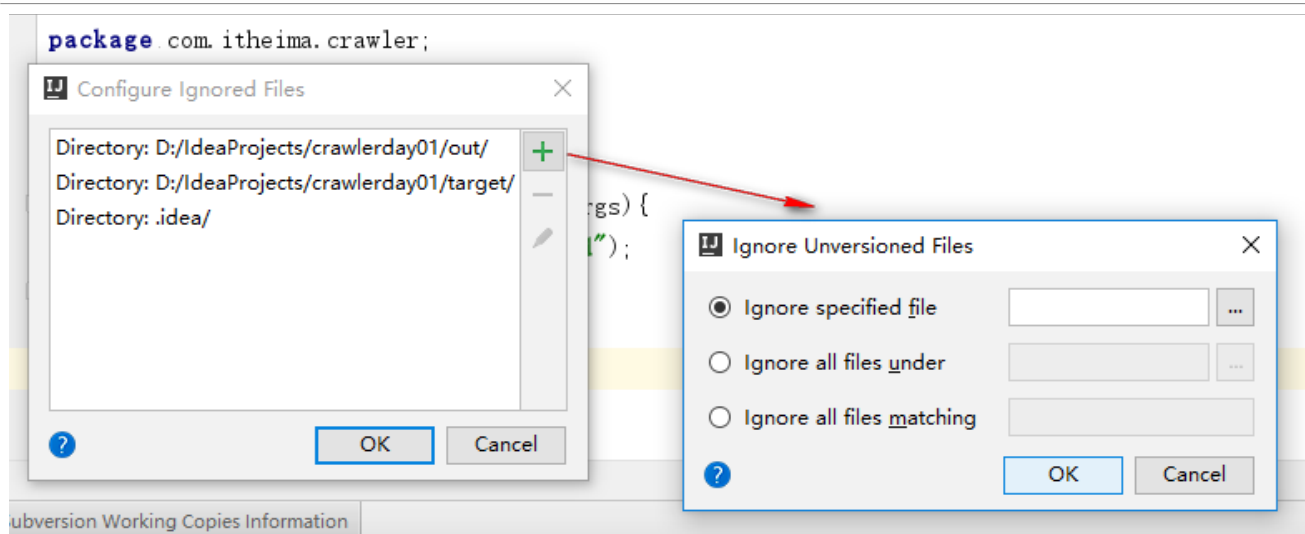 package com.itheima.crawler;
Configure Ignored Files
Directory: D:/IdeaProjects/crawlerday01/out/
Directory: D:/IdeaProjects/crawlerday01/target/
Directory: .idea/
OK
Cancel
rgs){
");
Ignore Unversioned Files
Ignore specified file
...
Ignore all files under
...
Ignore all files matching
OK
Cancel
ubversion Working Copies Information